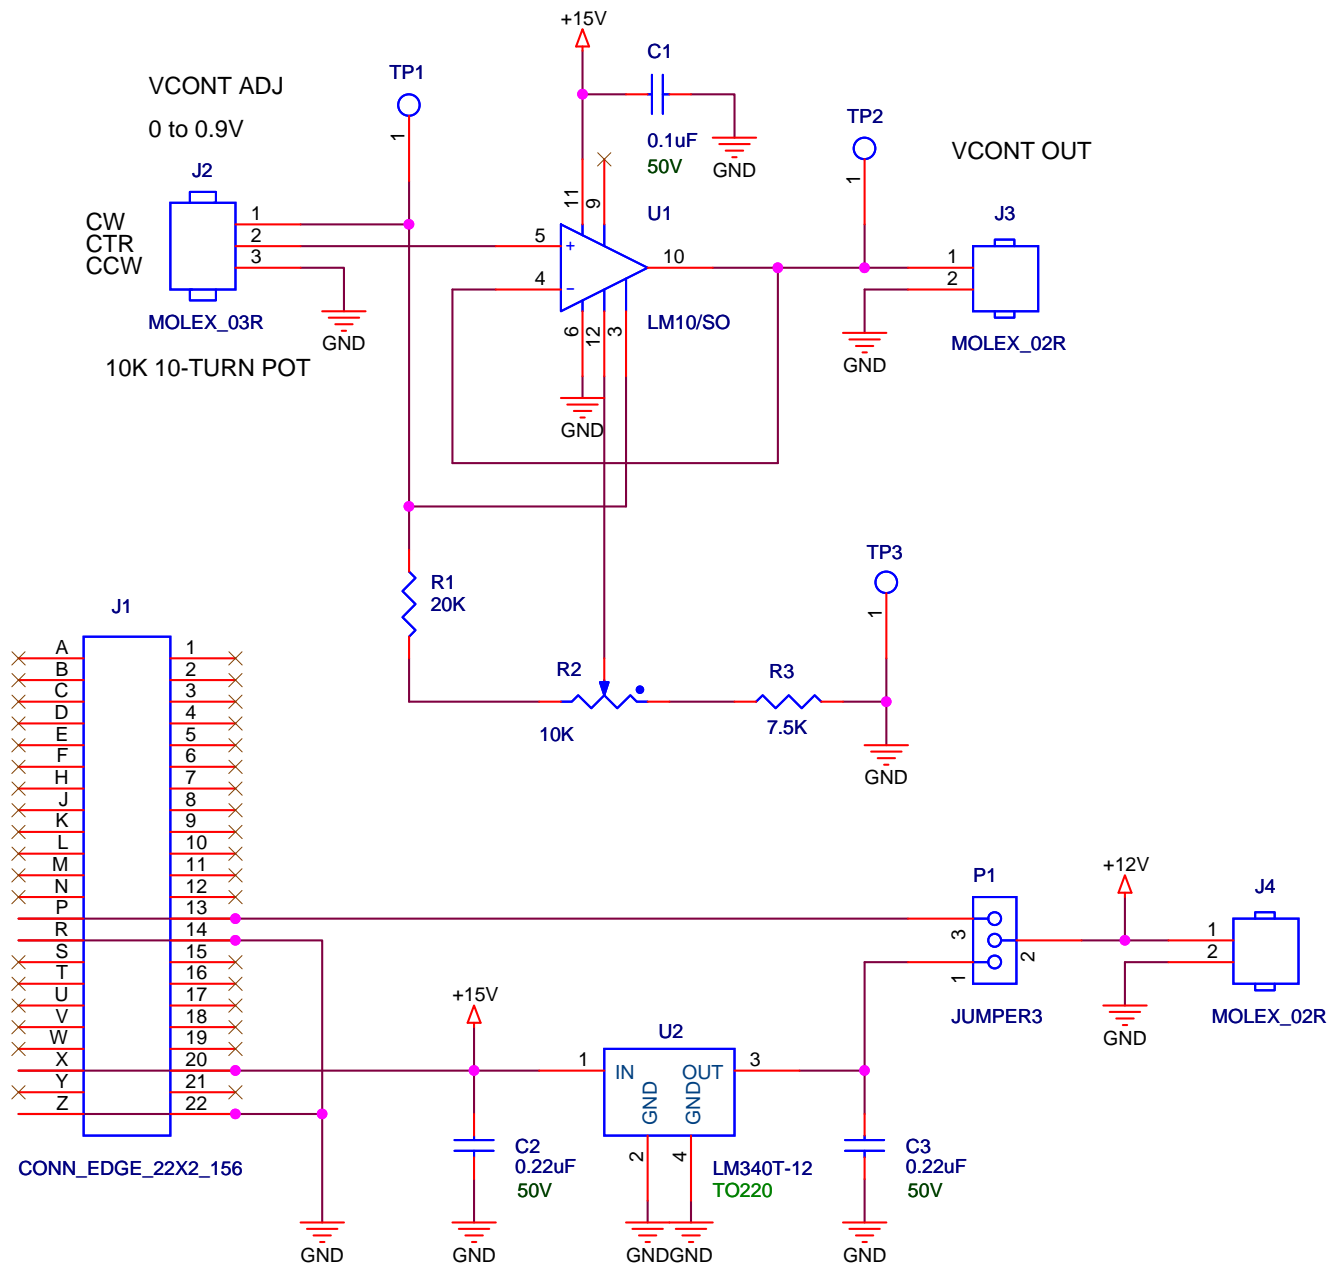 +15V
C1
0.1uF
50V
GND
VCONT ADJ
0 to 0.9V
TP1
1
J2
CW
CTR
CCW
1
2
3
MOLEX_03R
GND
10K 10-TURN POT
11
9
U1
5
+
4
−
10
LM10/SO
6
12
3
GND
TP2
1
VCONT OUT
J3
1
2
MOLEX_02R
GND
R1
20K
R2
10K
R3
7.5K
TP3
1
GND
J1
A 1
B 2
C 3
D 4
E 5
F 6
H 7
J 8
K 9
L 10
M 11
N 12
P 13
R 14
S 15
T 16
U 17
V 18
W 19
X 20
Y 21
Z 22
CONN_EDGE_22X2_156
GND
+15V
C2
0.22uF
50V
GND
U2
1
IN
OUT
3
GND
GND
2
4
LM340T-12
TO220
GND
GND
C3
0.22uF
50V
GND
P1
3
2
1
JUMPER3
+12V
J4
1
2
MOLEX_02R
GND